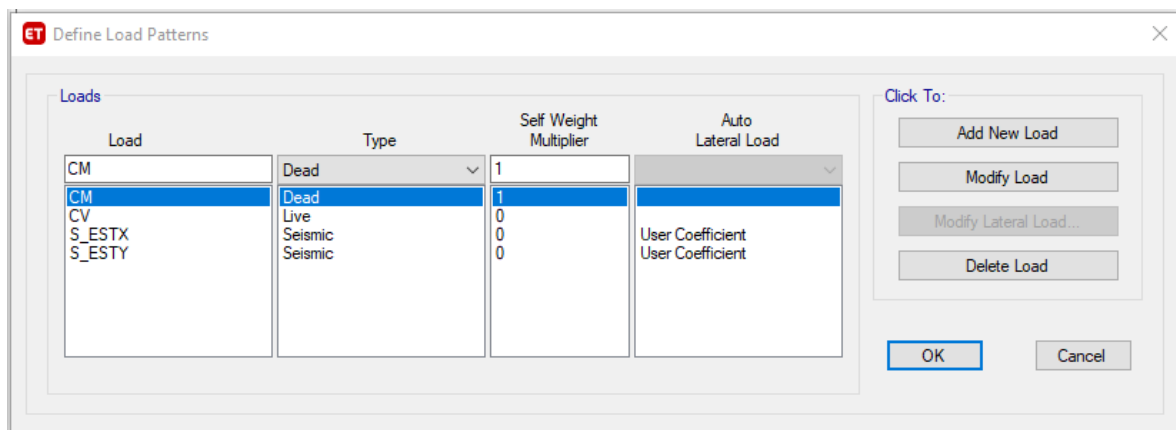 ET Define Load Patterns
Loads
Click To:
Load Type Self Weight Multiplier Auto Lateral Load
CM Dead 1
CM Dead 1
CV Live 0
S_ESTX Seismic 0 User Coefficient
S_ESTY Seismic 0 User Coefficient
Add New Load
Modify Load
Modify Lateral Load...
Delete Load
OK Cancel